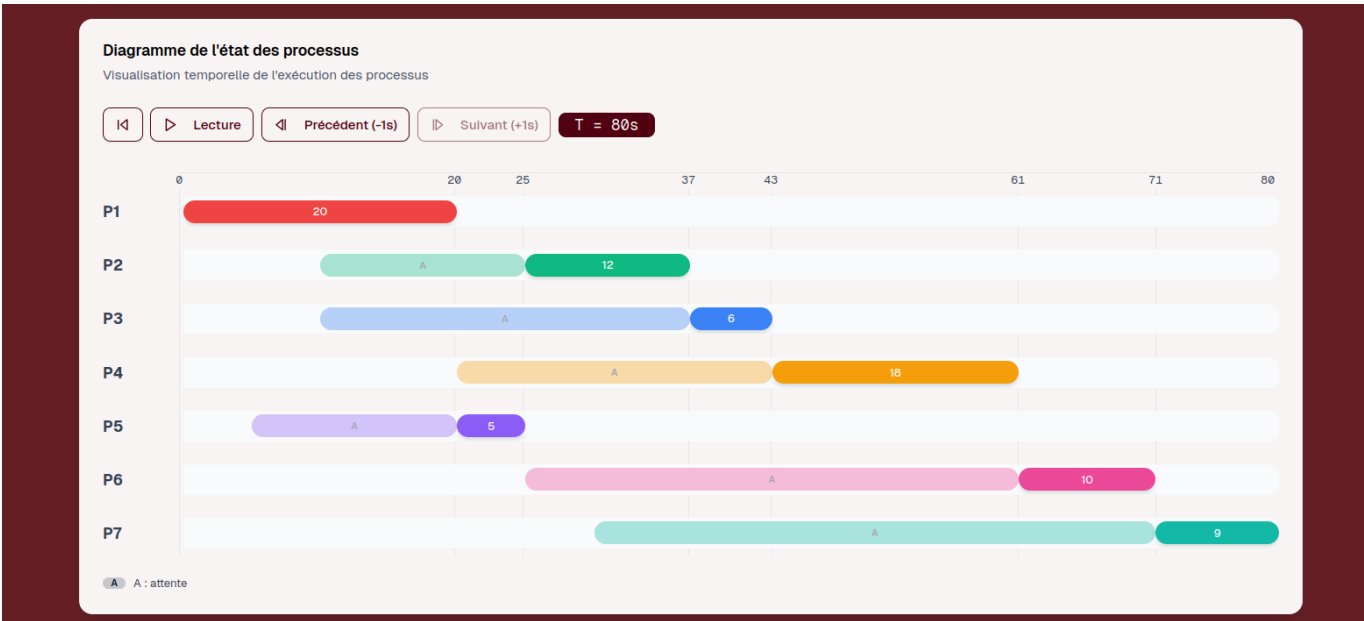 Diagramme de l'état des processus
Visualisation temporelle de l'exécution des processus
Lecture Précédent (-1s) Suivant (+1s) T = 80s
0 20 25 37 43 61 71 80
P1 20
P2 A 12
P3 A 6
P4 A 18
P5 A 5
P6 A 10
P7 A 9
A A : attente